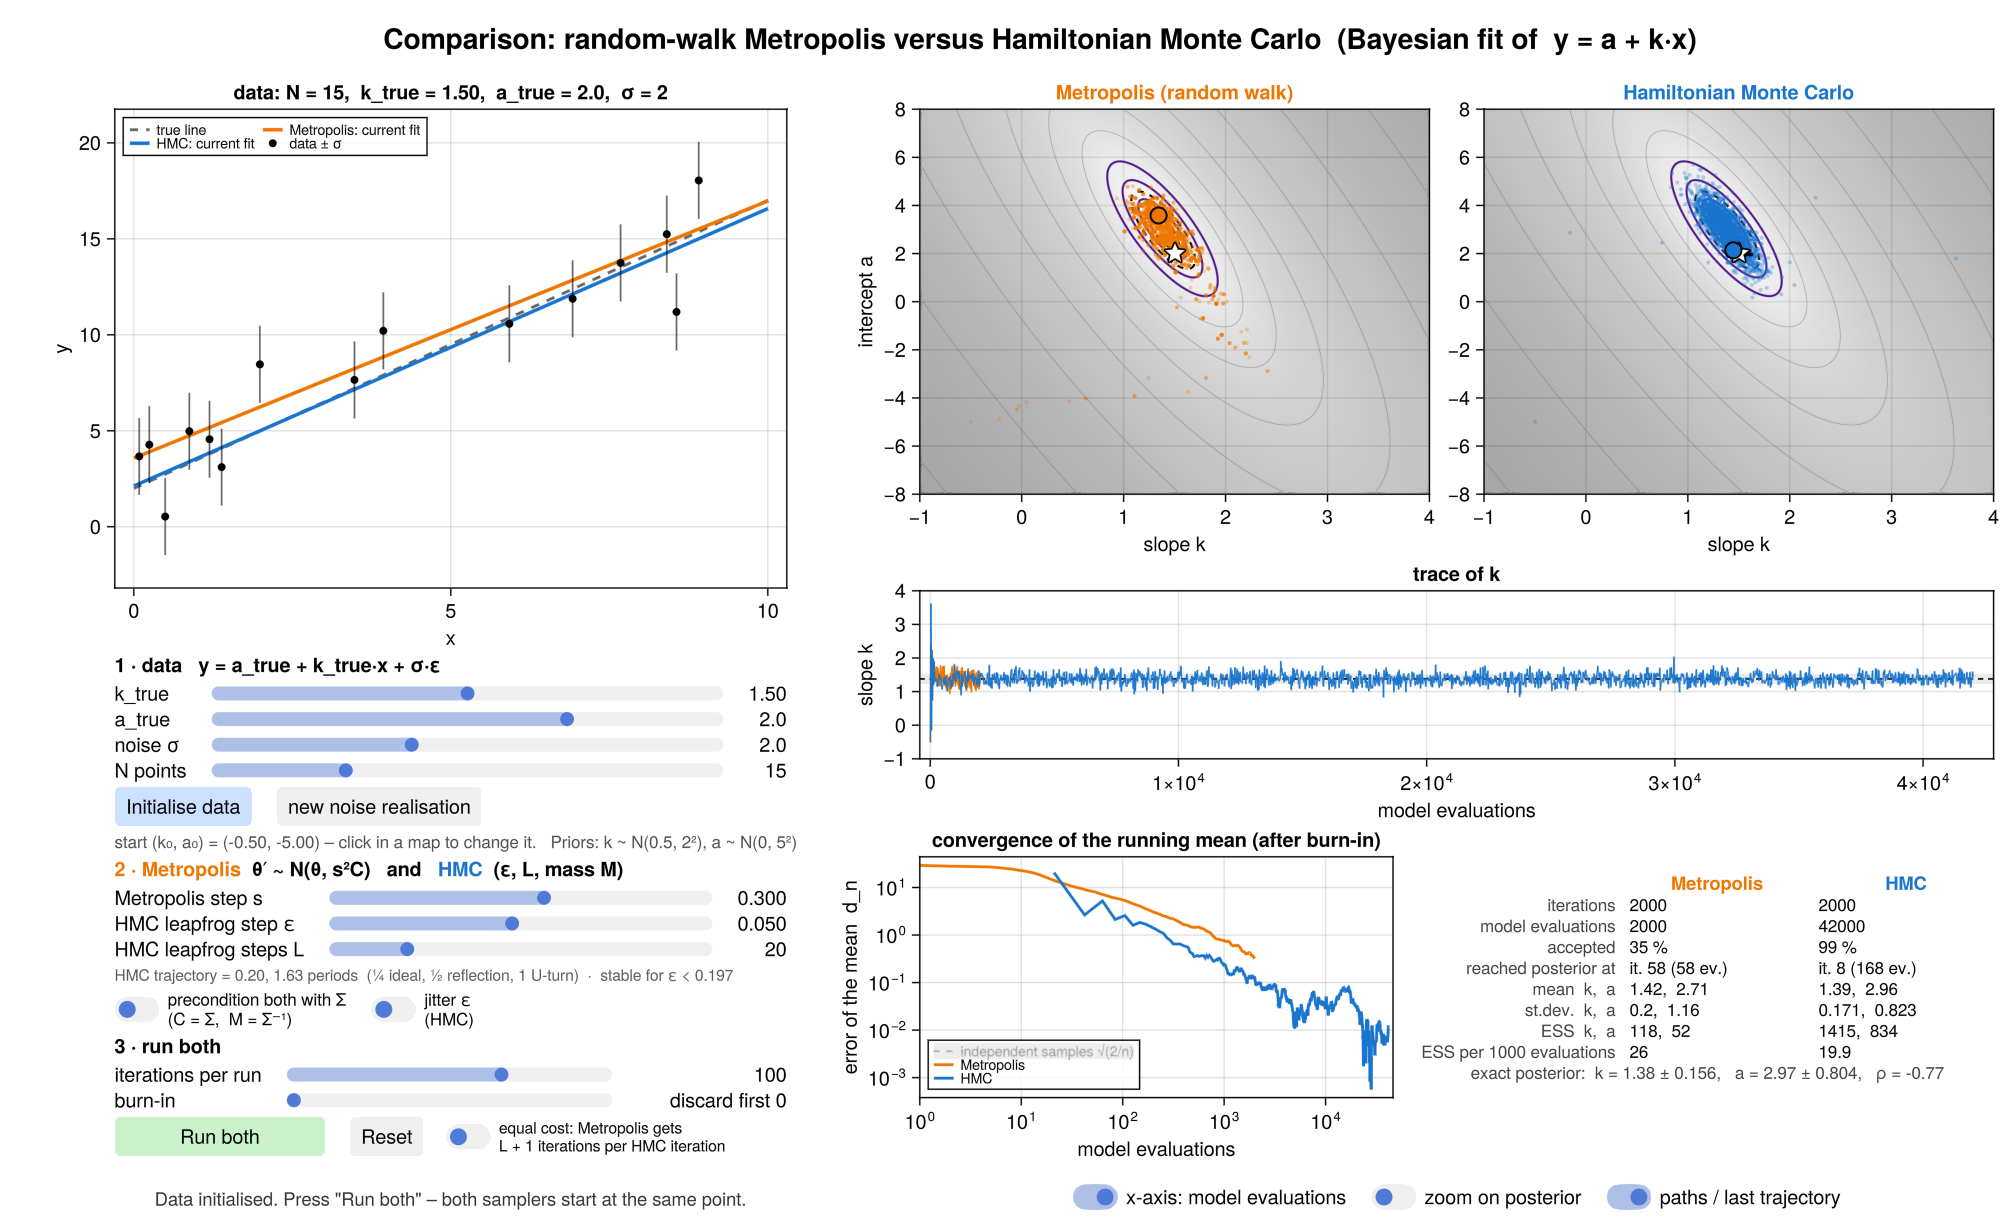 Comparison: random-walk Metropolis versus Hamiltonian Monte Carlo  (Bayesian fit of  y = a + k·x)
data: N = 15,  k_true = 1.50,  a_true = 2.0,  σ = 2
true line
Metropolis: current fit
HMC: current fit
data ± σ
20
15
10
5
0
y
0
5
10
x
1 · data   y = a_true + k_true·x + σ·ε
k_true
1.50
a_true
2.0
noise σ
2.0
N points
15
Initialise data
new noise realisation
start (k₀, a₀) = (-0.50, -5.00) – click in a map to change it.   Priors: k ~ N(0.5, 2²), a ~ N(0, 5²)
2 · Metropolis  θ′ ~ N(θ, s²C)   and   HMC  (ε, L, mass M)
Metropolis step s
0.300
HMC leapfrog step ε
0.050
HMC leapfrog steps L
20
HMC trajectory = 0.20, 1.63 periods  (¼ ideal, ½ reflection, 1 U-turn)  ·  stable for ε < 0.197
precondition both with Σ
(C = Σ,  M = Σ⁻¹)
jitter ε
(HMC)
3 · run both
iterations per run
100
burn-in
discard first 0
Run both
Reset
equal cost: Metropolis gets
L + 1 iterations per HMC iteration
Data initialised. Press "Run both" – both samplers start at the same point.
Metropolis (random walk)
8
6
4
2
0
−2
−4
−6
−8
intercept a
−1
0
1
2
3
4
slope k
Hamiltonian Monte Carlo
8
6
4
2
0
−2
−4
−6
−8
−1
0
1
2
3
4
slope k
trace of k
4
3
2
1
0
−1
slope k
0
1×10⁴
2×10⁴
3×10⁴
4×10⁴
model evaluations
convergence of the running mean (after burn-in)
10¹
10⁰
10⁻¹
10⁻²
10⁻³
error of the mean  d_n
independent samples √(2/n)
Metropolis
HMC
10⁰
10¹
10²
10³
10⁴
model evaluations
Metropolis
HMC
iterations
2000
2000
model evaluations
2000
42000
accepted
35 %
99 %
reached posterior at
it. 58 (58 ev.)
it. 8 (168 ev.)
mean  k, a
1.42,  2.71
1.39,  2.96
st.dev.  k, a
0.2,  1.16
0.171,  0.823
ESS  k, a
118,  52
1415,  834
ESS per 1000 evaluations
26
19.9
exact posterior:  k = 1.38 ± 0.156,   a = 2.97 ± 0.804,   ρ = -0.77
x-axis: model evaluations
zoom on posterior
paths / last trajectory